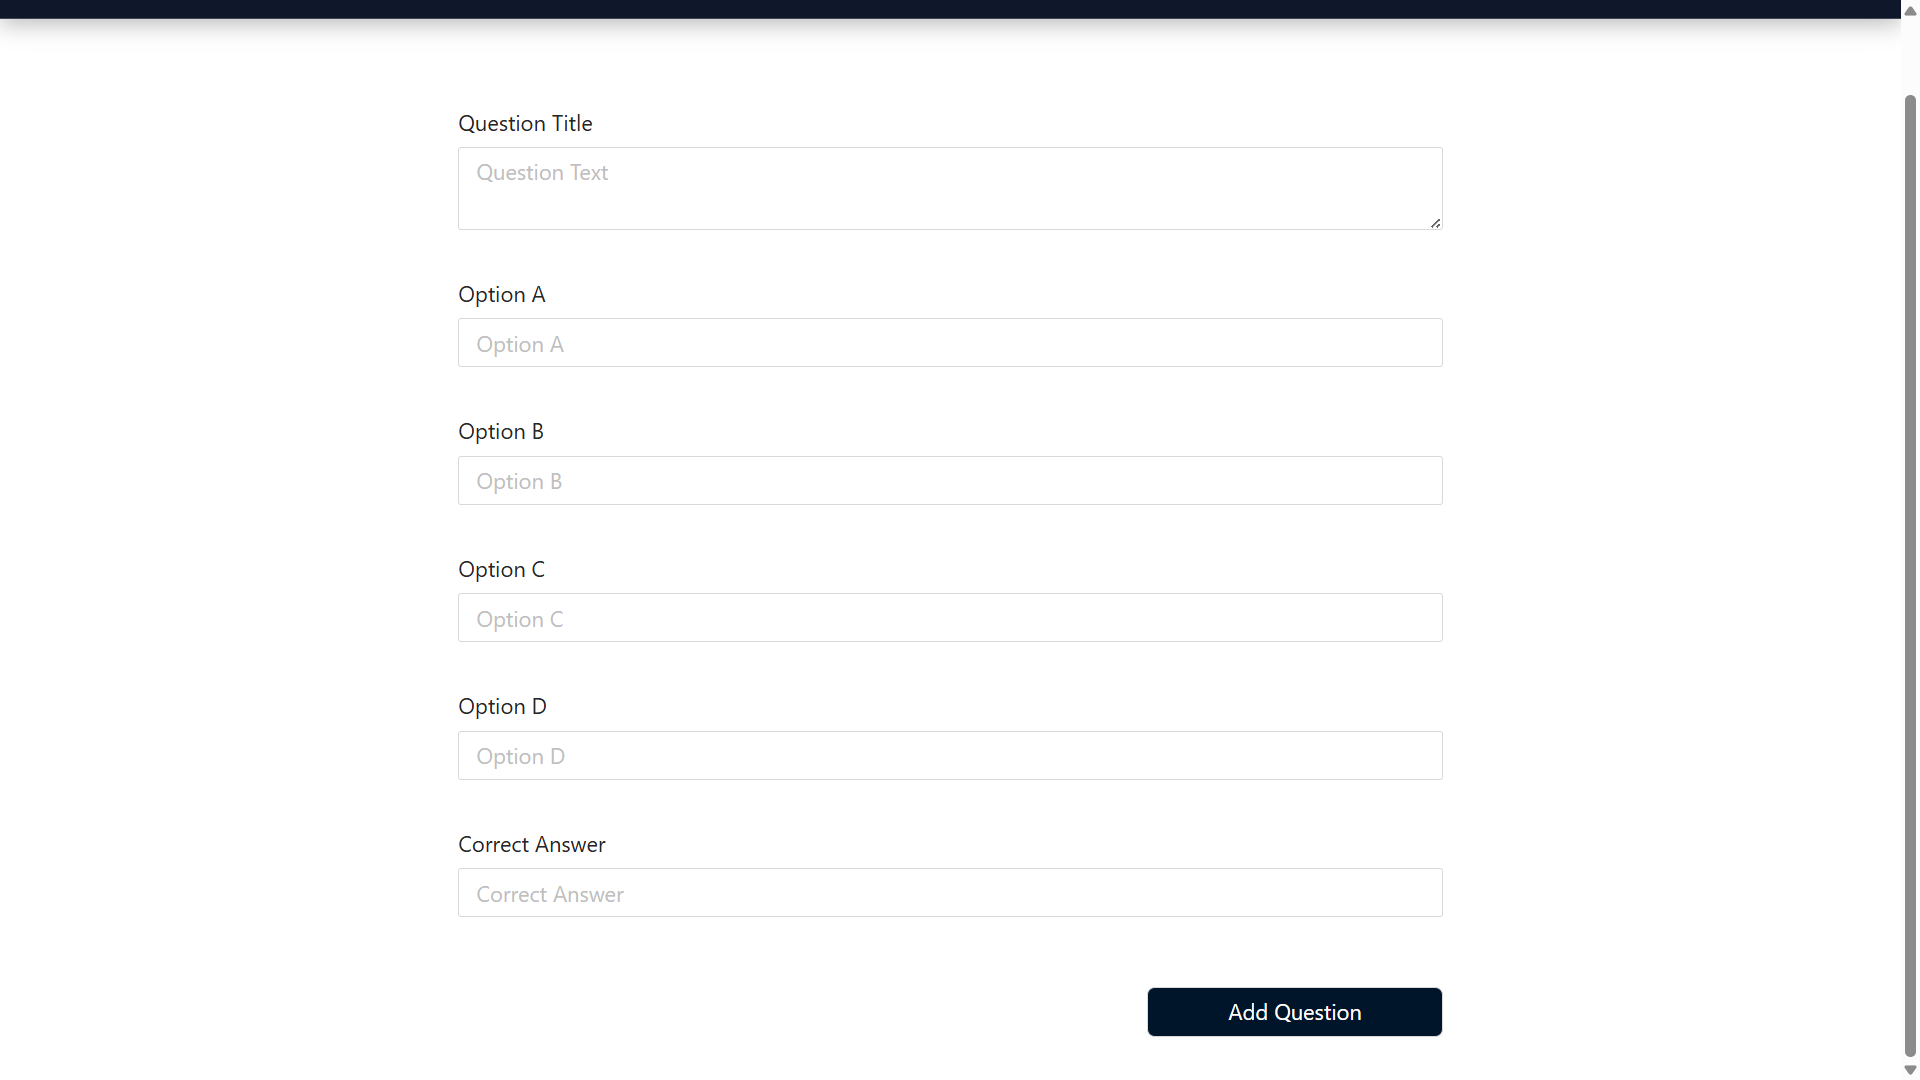 Question Title
Question Text
Option A
Option A
Option B
Option B
Option C
Option C
Option D
Option D
Correct Answer
Correct Answer
Add Question